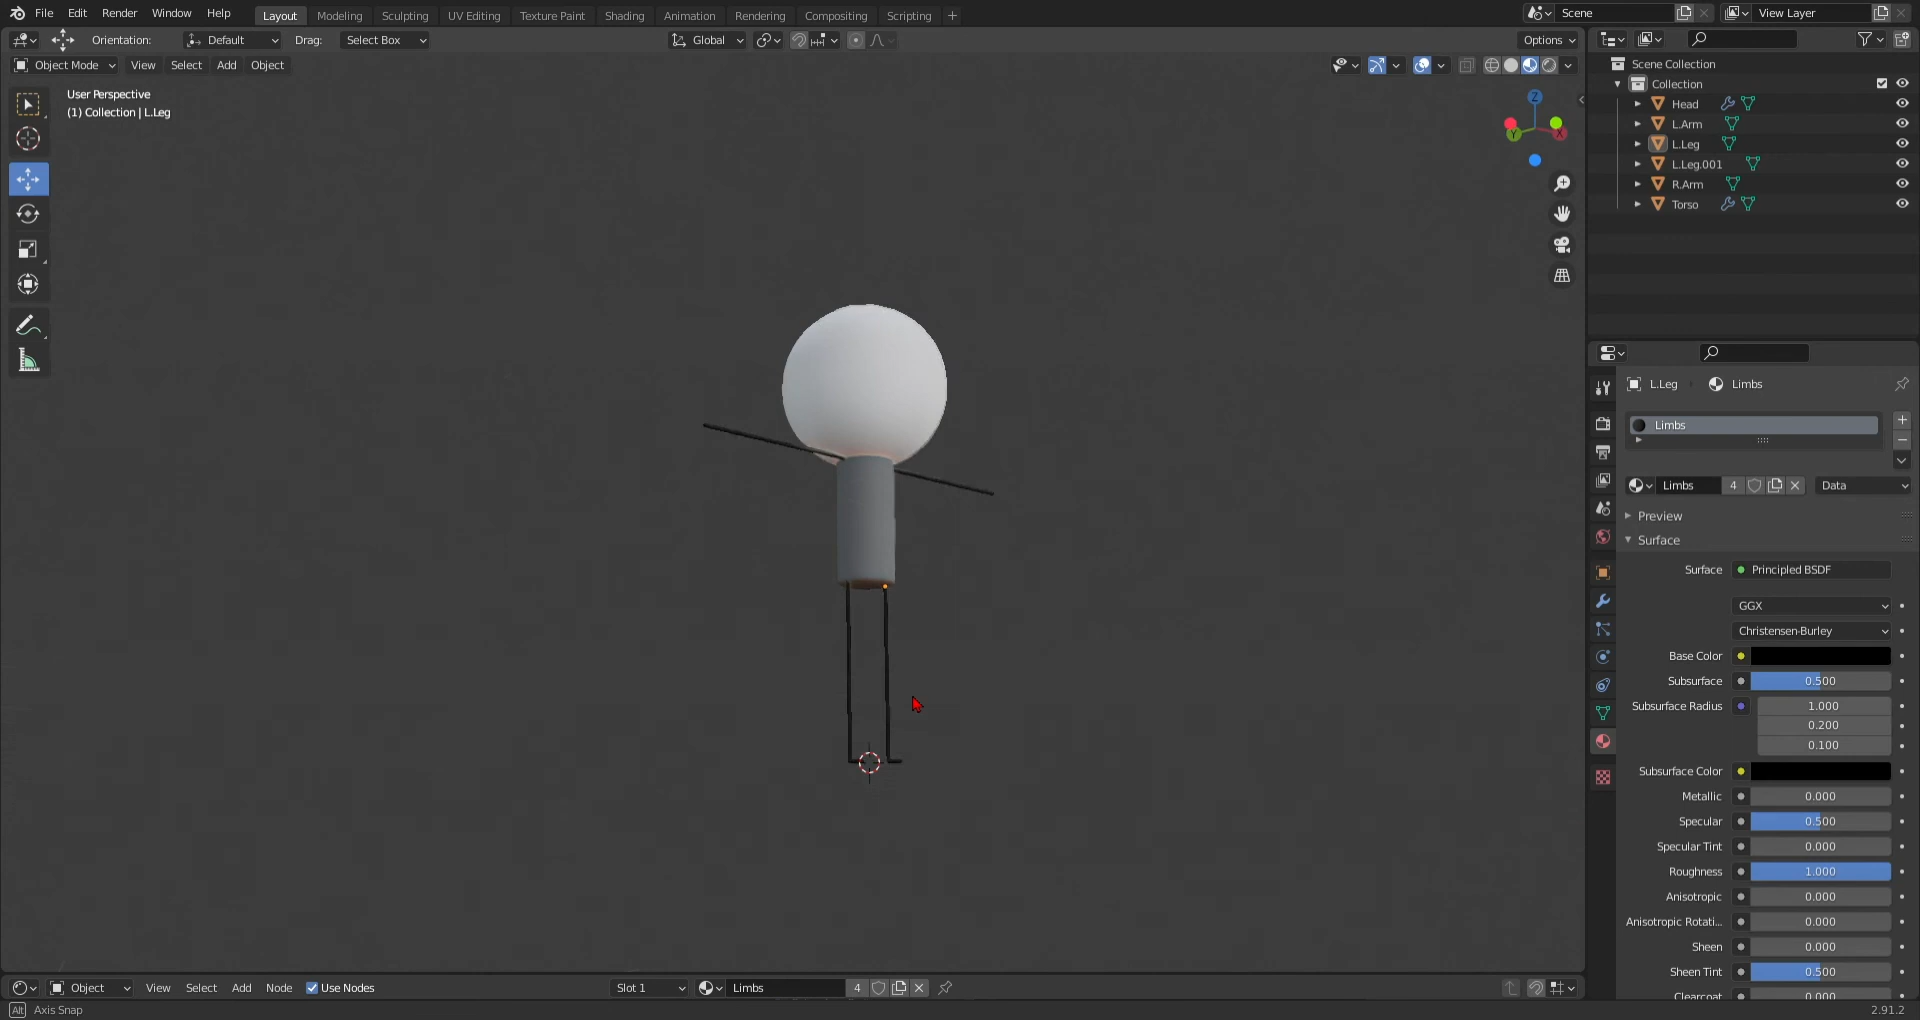 File Edit Render Window Help Layout Modeling Sculpting UV Editing Texture Paint Shading Animation Rendering Compositing Scripting + Scene View Layer
Orientation: Default Drag: Select Box Global Options
Object Mode View Select Add Object
User Perspective
(1) Collection | L.Leg
Z
Y X
Scene Collection
Collection
Head
L.Arm
L.Leg
L.Leg.001
R.Arm
Torso
L.Leg Limbs
Limbs
Limbs 4 Data
Preview
Surface
Surface Principled BSDF
GGX
Christensen-Burley
Base Color
Subsurface 0.500
Subsurface Radius 1.000
0.200
0.100
Subsurface Color
Metallic 0.000
Specular 0.500
Specular Tint 0.000
Roughness 1.000
Anisotropic 0.000
Anisotropic Rotati... 0.000
Sheen 0.000
Sheen Tint 0.500
Clearcoat 0.000
Object View Select Add Node Use Nodes Slot 1 Limbs 4
Alt Axis Snap 2.91.2